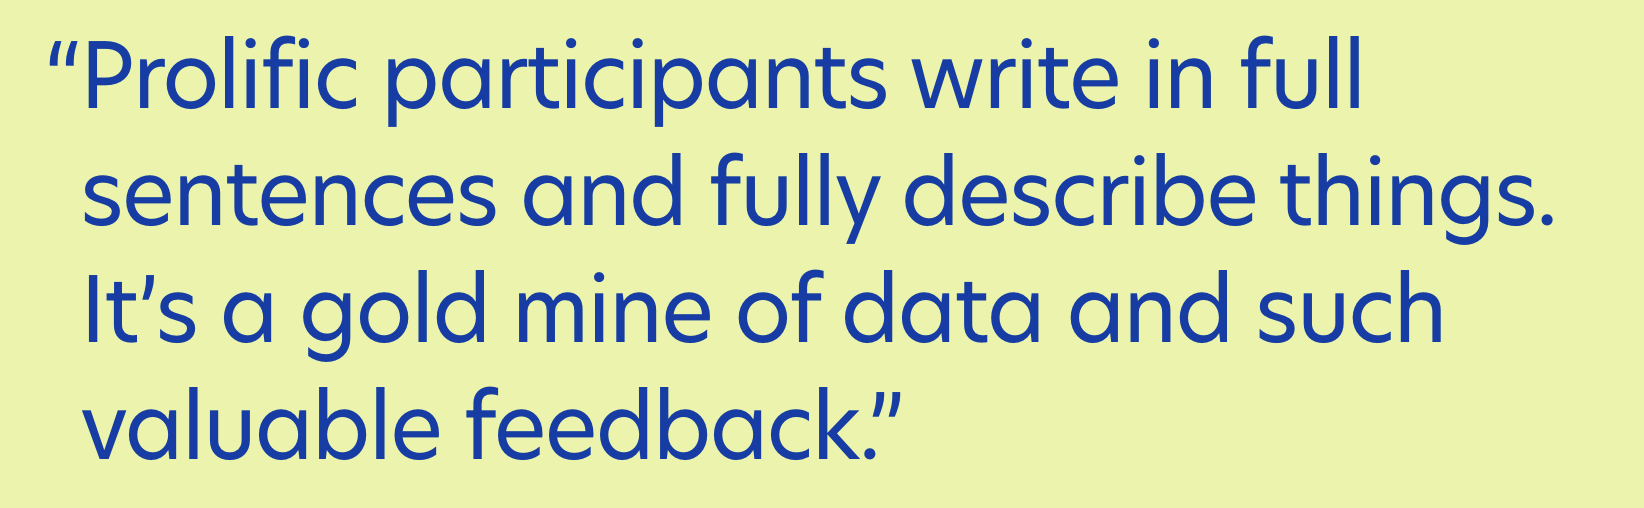 “Prolific participants write in full
sentences and fully describe things.
It’s a gold mine of data and such
valuable feedback.”